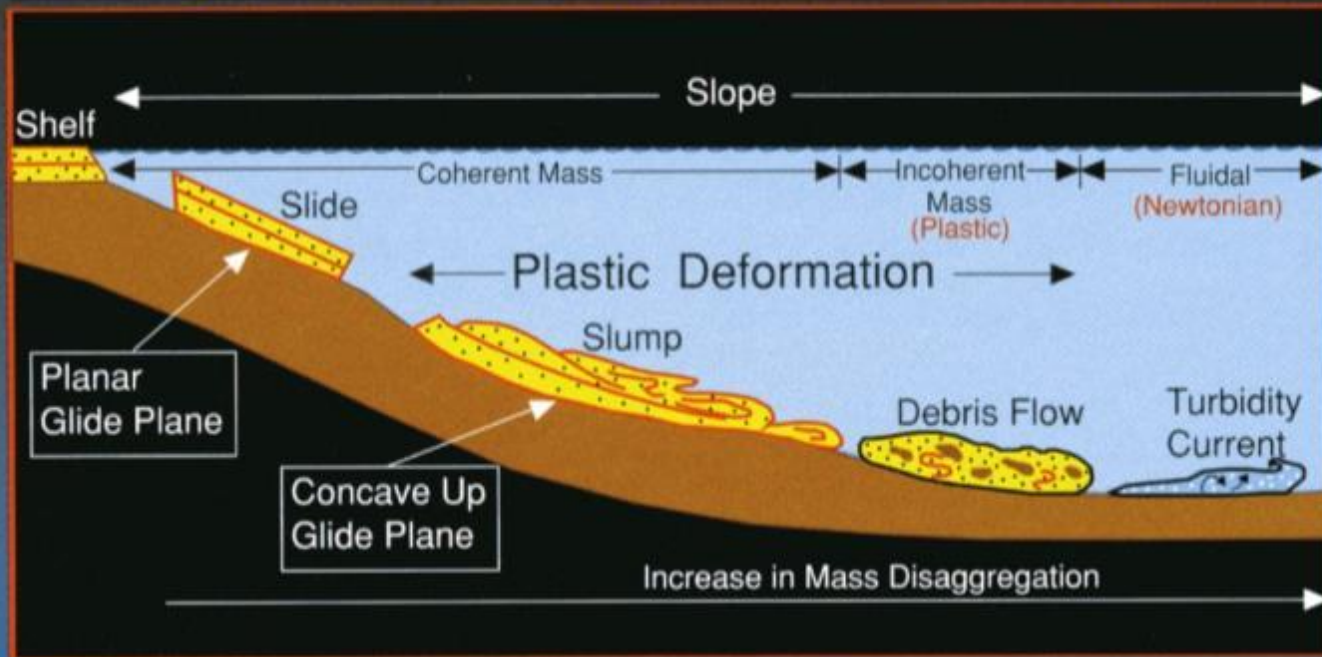 Slope
Shelf
Coherent Mass
Incoherent
Mass
(Plastic)
Fluidal
(Newtonian)
Slide
Plastic Deformation
Slump
Planar
Glide Plane
Debris Flow
Turbidity
Current
Concave Up
Glide Plane
Increase in Mass Disaggregation